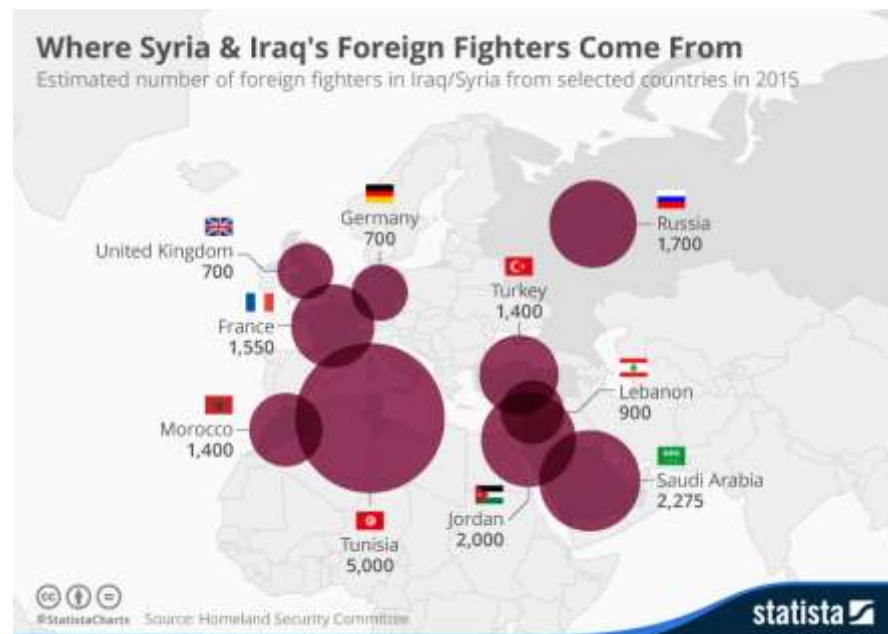 Where Syria & Iraq's Foreign Fighters Come From
Estimated number of foreign fighters in Iraq/Syria from selected countries in 2015
Germany
700
United Kingdom
700
Russia
1,700
Turkey
1,400
France
1,550
Lebanon
900
Morocco
1,400
Saudi Arabia
2,275
Jordan
2,000
Tunisia
5,000
cc
@StatistaCharts Source: Homeland Security Committee
statista